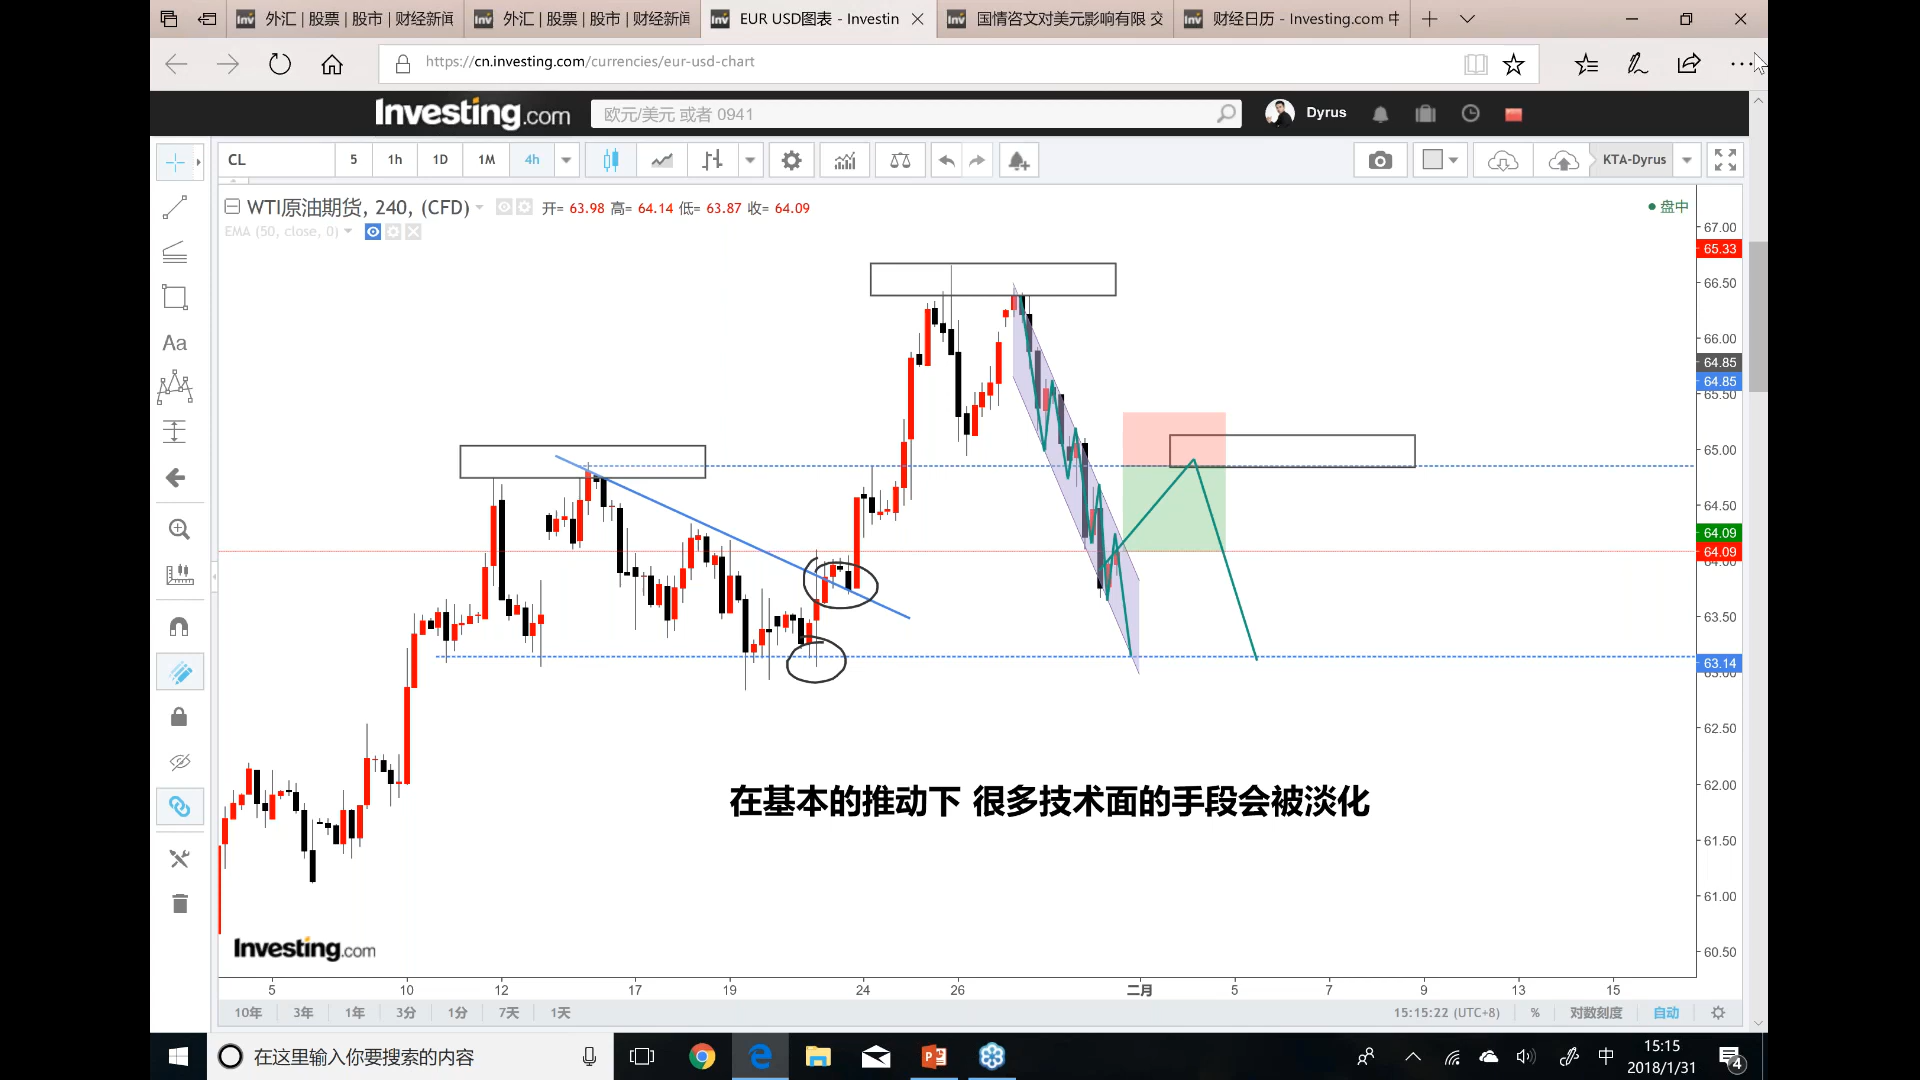 外汇 | 股票 | 股市 | 财经新闻
外汇 | 股票 | 股市 | 财经新闻
EUR USD图表 - Investin
国情咨文对美元影响有限 交
财经日历 - Investing.com 中
https://cn.investing.com/currencies/eur-usd-chart
Investing.com
欧元/美元 或者 0941
Dyrus
CL
5
1h
1D
1M
4h
KTA-Dyrus
WTI原油期货, 240, (CFD)
开= 63.98 高= 64.14 低= 63.87 收= 64.09
盘中
EMA (50, close, 0)
Aa
67.00
65.33
66.50
66.00
64.85
64.85
65.50
65.00
64.50
64.09
64.09
64.00
63.50
63.14
63.00
62.50
62.00
61.50
61.00
60.50
在基本的推动下 很多技术面的手段会被淡化
Investing.com
5 10 12 17 19 24 26 二月 5 7 9 13 15
10年 3年 1年 3分 1分 7天 1天
15:15:22 (UTC+8) % 对数刻度 自动
在这里输入你要搜索的内容
中
15:15
2018/1/31
4